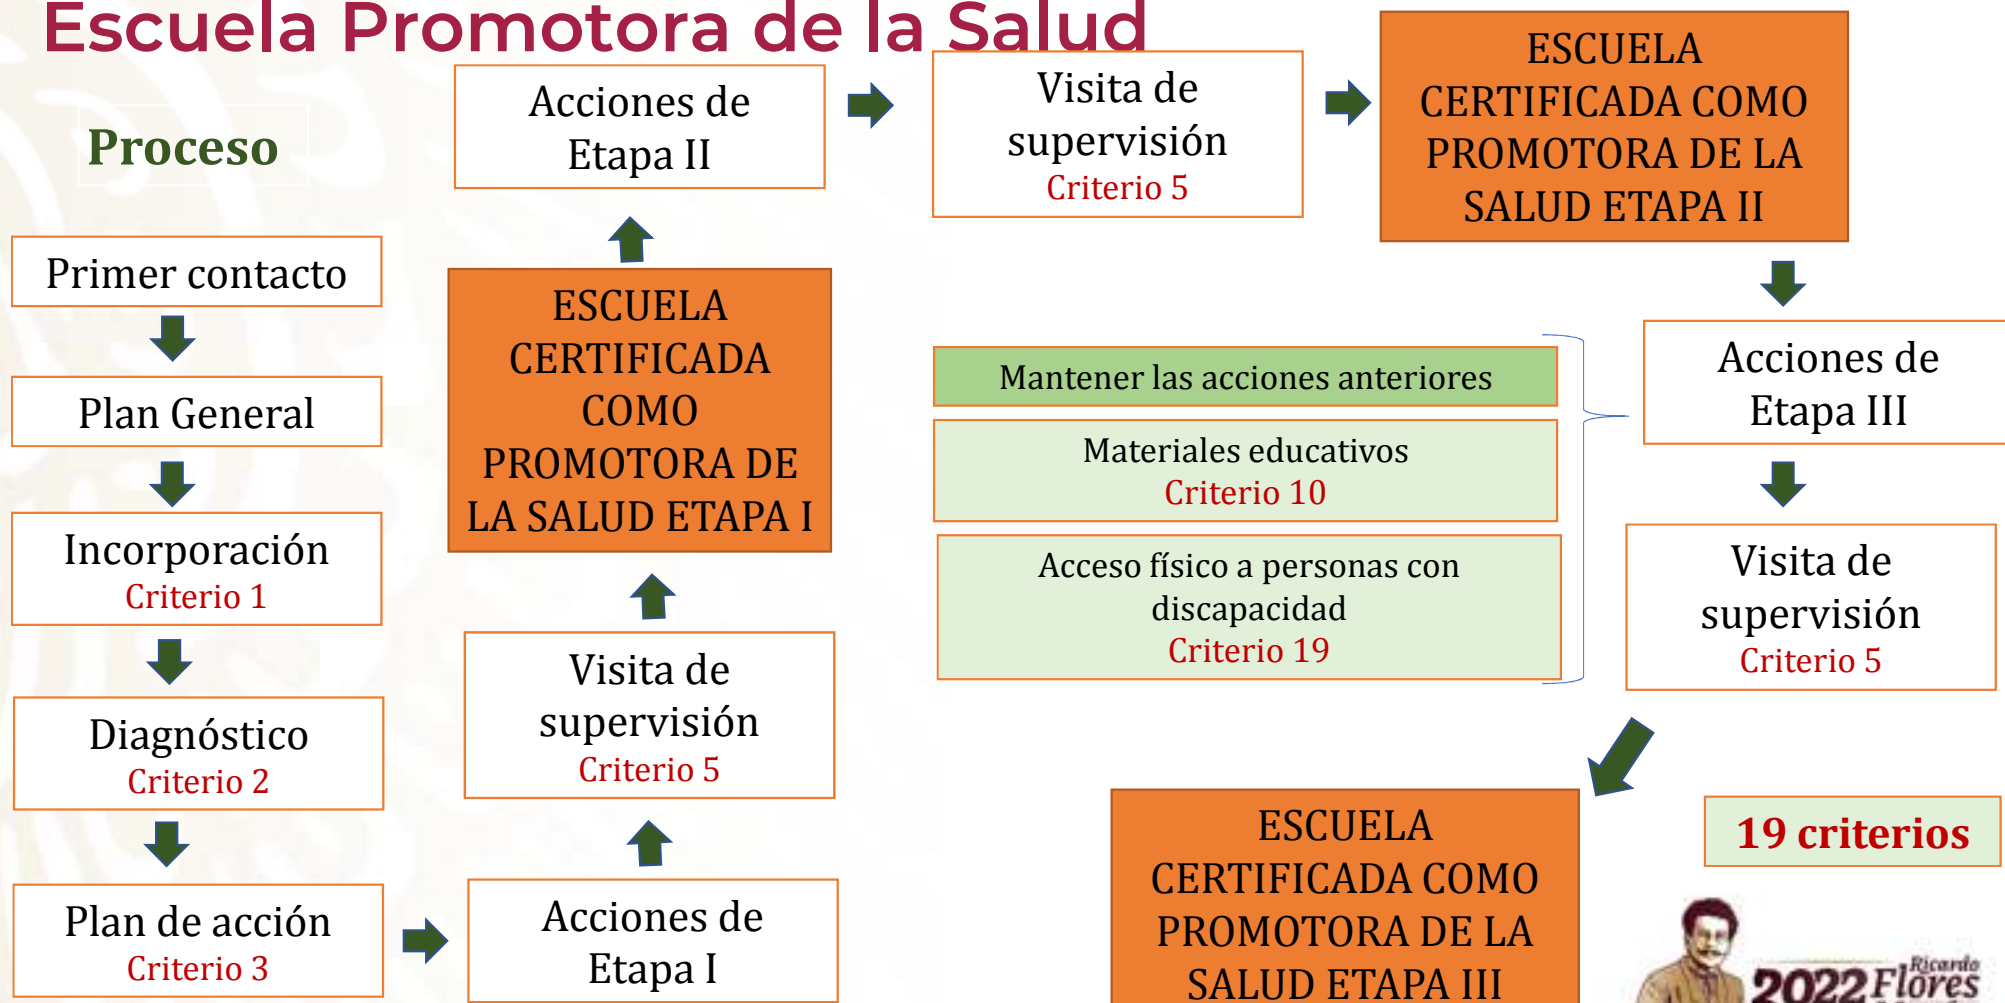 Escuela Promotora de la Salud
Proceso
Primer contacto
Plan General
Incorporación
Criterio 1
Diagnóstico
Criterio 2
Plan de acción
Criterio 3
Acciones de
Etapa I
Visita de
supervisión
Criterio 5
ESCUELA
CERTIFICADA
COMO
PROMOTORA DE
LA SALUD ETAPA I
Acciones de
Etapa II
Visita de
supervisión
Criterio 5
ESCUELA
CERTIFICADA COMO
PROMOTORA DE LA
SALUD ETAPA II
Acciones de
Etapa III
Mantener las acciones anteriores
Materiales educativos
Criterio 10
Acceso físico a personas con
discapacidad
Criterio 19
Visita de
supervisión
Criterio 5
ESCUELA
CERTIFICADA COMO
PROMOTORA DE LA
SALUD ETAPA III
19 criterios
Ricardo
2022 Flores